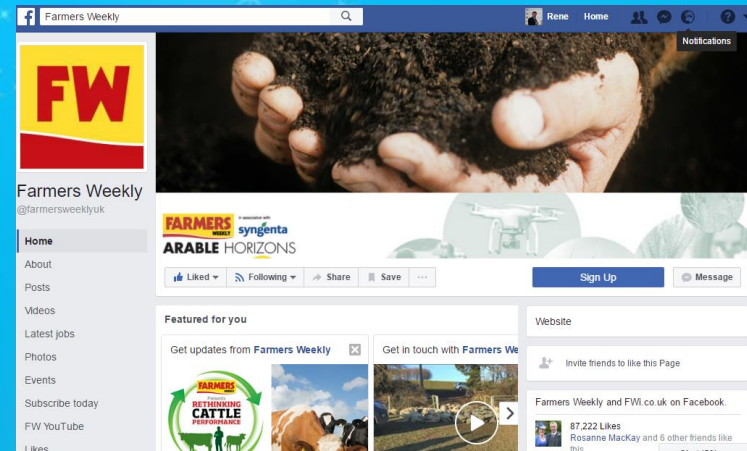 Farmers Weekly
Rene Home
Notifications
FW
Farmers Weekly
@farmersweeklyuk
Home
About
Posts
Videos
Latest jobs
Photos
Events
Subscribe today
FW YouTube
Likes
FARMERS WEEKLY in association with syngenta
ARABLE HORIZONS
Liked Following Share Save ... Sign Up Message
Featured for you
Get updates from Farmers Weekly
FARMERS WEEKLY
Presents
RETHINKING
CATTLE
PERFORMANCE
Get in touch with Farmers We
Website
Invite friends to like this Page
Farmers Weekly and FWi.co.uk on Facebook.
87,222 Likes
Rosanne MacKay and 6 other friends like
this